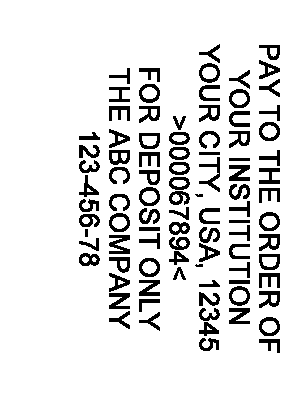 PAY TO THE ORDER OF
YOUR INSTITUTION
YOUR CITY, USA, 12345
>000067894<
FOR DEPOSIT ONLY
THE ABC COMPANY
123-456-78